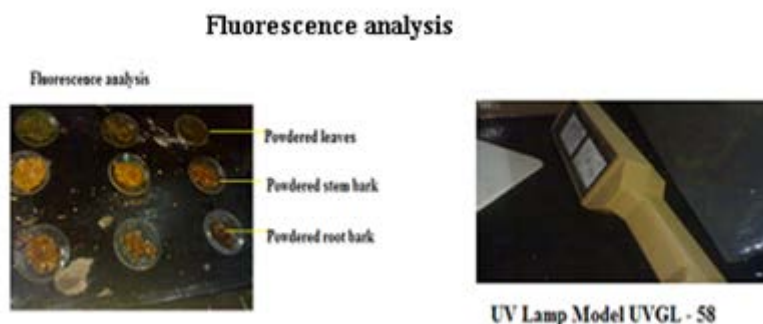 Fluorescence analysis
Fluorescence analysis
Powdered leaves
Powdered stem bark
Powdered root bark
UV Lamp Model UVGL - 58